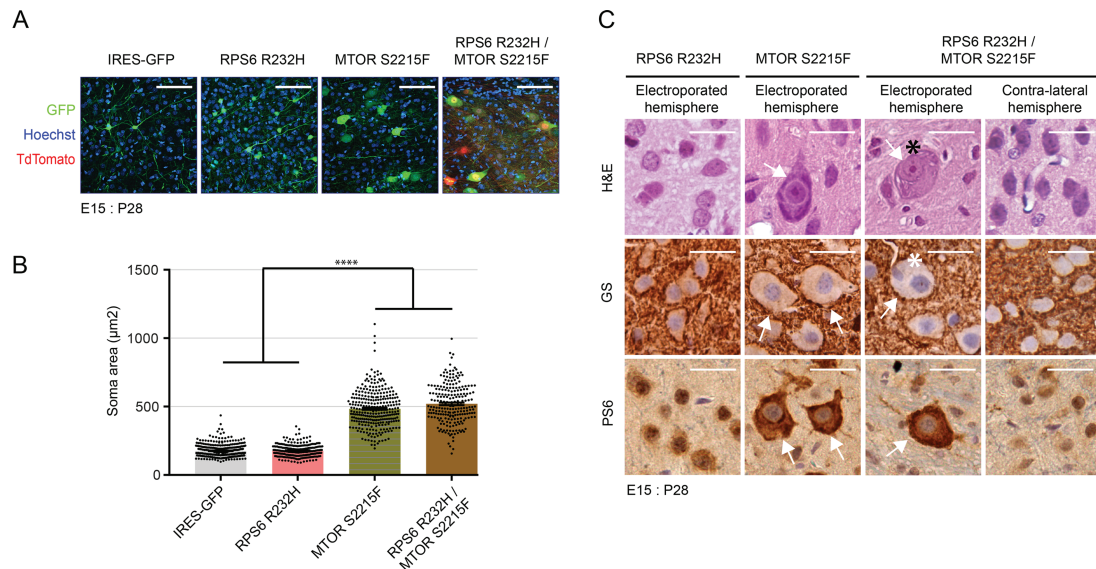 A
IRES-GFP
RPS6 R232H
MTOR S2215F
RPS6 R232H /
MTOR S2215F
GFP
Hoechst
TdTomato
E15 : P28
B
****
Soma area (µm2)
1500
1000
500
0
IRES-GFP
RPS6 R232H
MTOR S2215F
RPS6 R232H /
MTOR S2215F
C
RPS6 R232H
MTOR S2215F
RPS6 R232H /
MTOR S2215F
Electroporated
hemisphere
Electroporated
hemisphere
Electroporated
hemisphere
Contra-lateral
hemisphere
H&E
*
GS
*
PS6
E15 : P28